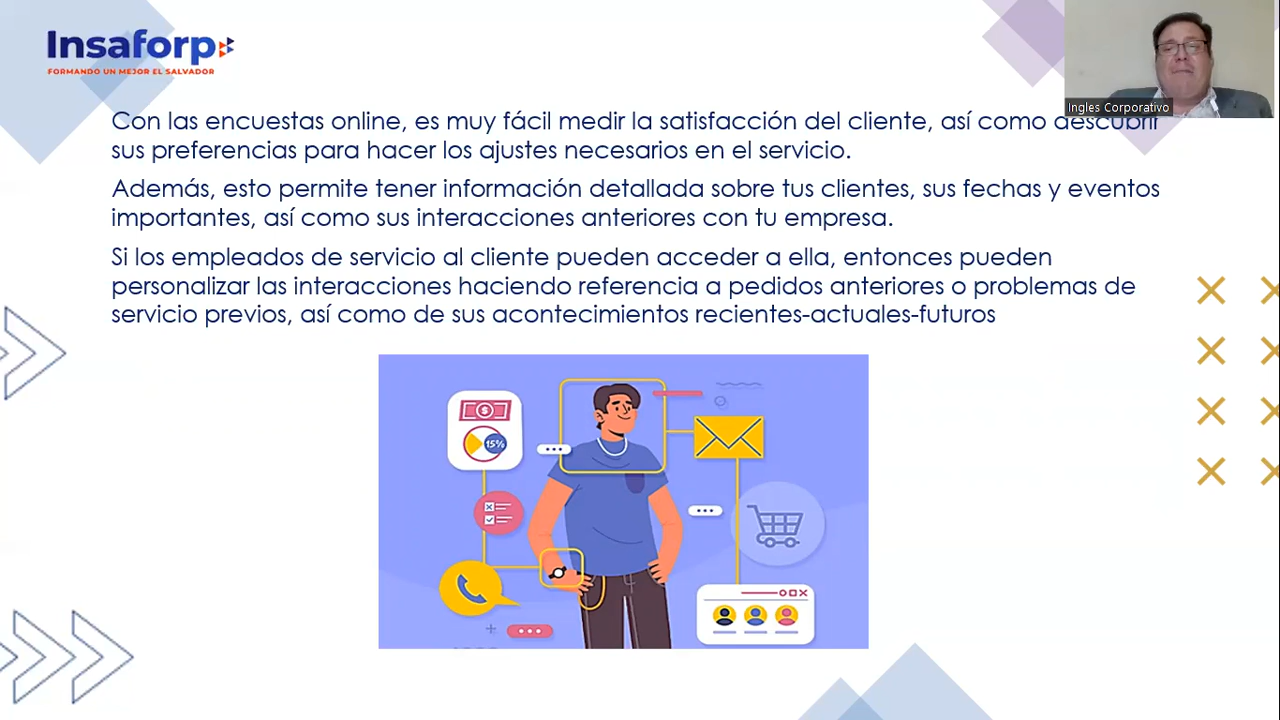 Insaforp
FORMANDO UN MEJOR EL SALVADOR
Ingles Corporativo
Con las encuestas online, es muy fácil medir la satisfacción del cliente, así como descubrir
sus preferencias para hacer los ajustes necesarios en el servicio.
Además, esto permite tener información detallada sobre tus clientes, sus fechas y eventos
importantes, así como sus interacciones anteriores con tu empresa.
Si los empleados de servicio al cliente pueden acceder a ella, entonces pueden
personalizar las interacciones haciendo referencia a pedidos anteriores o problemas de
servicio previos, así como de sus acontecimientos recientes-actuales-futuros
$
15%